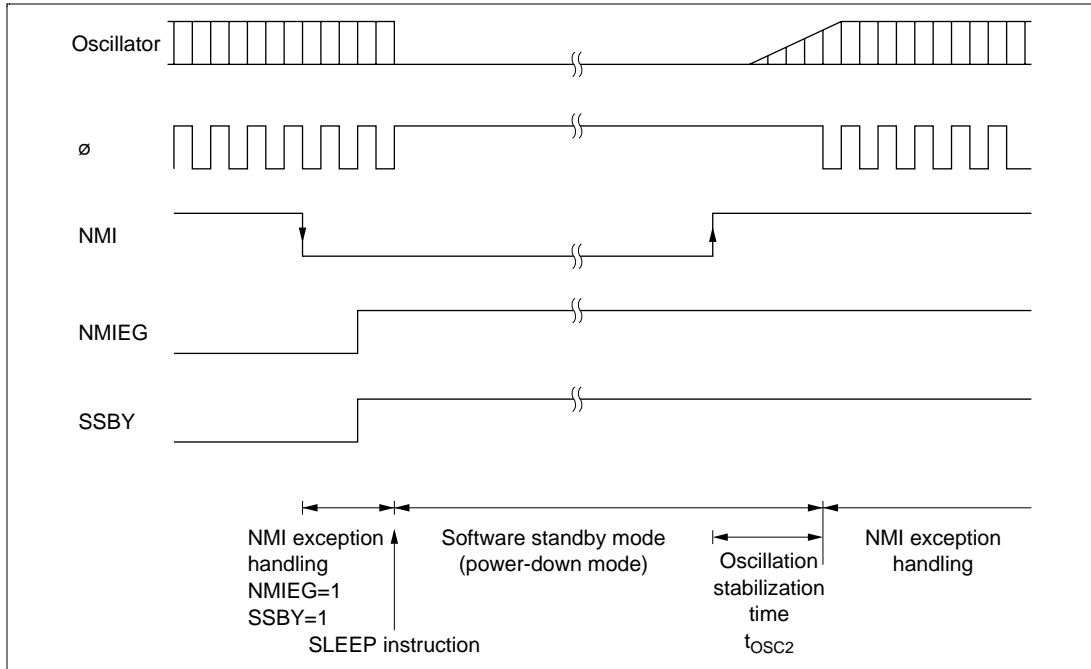 Oscillator
ø
NMI
NMIEG
SSBY
NMI exception
handling
NMIEG=1
SSBY=1
SLEEP instruction
Software standby mode
(power-down mode)
Oscillation
stabilization
time
tOSC2
NMI exception
handling